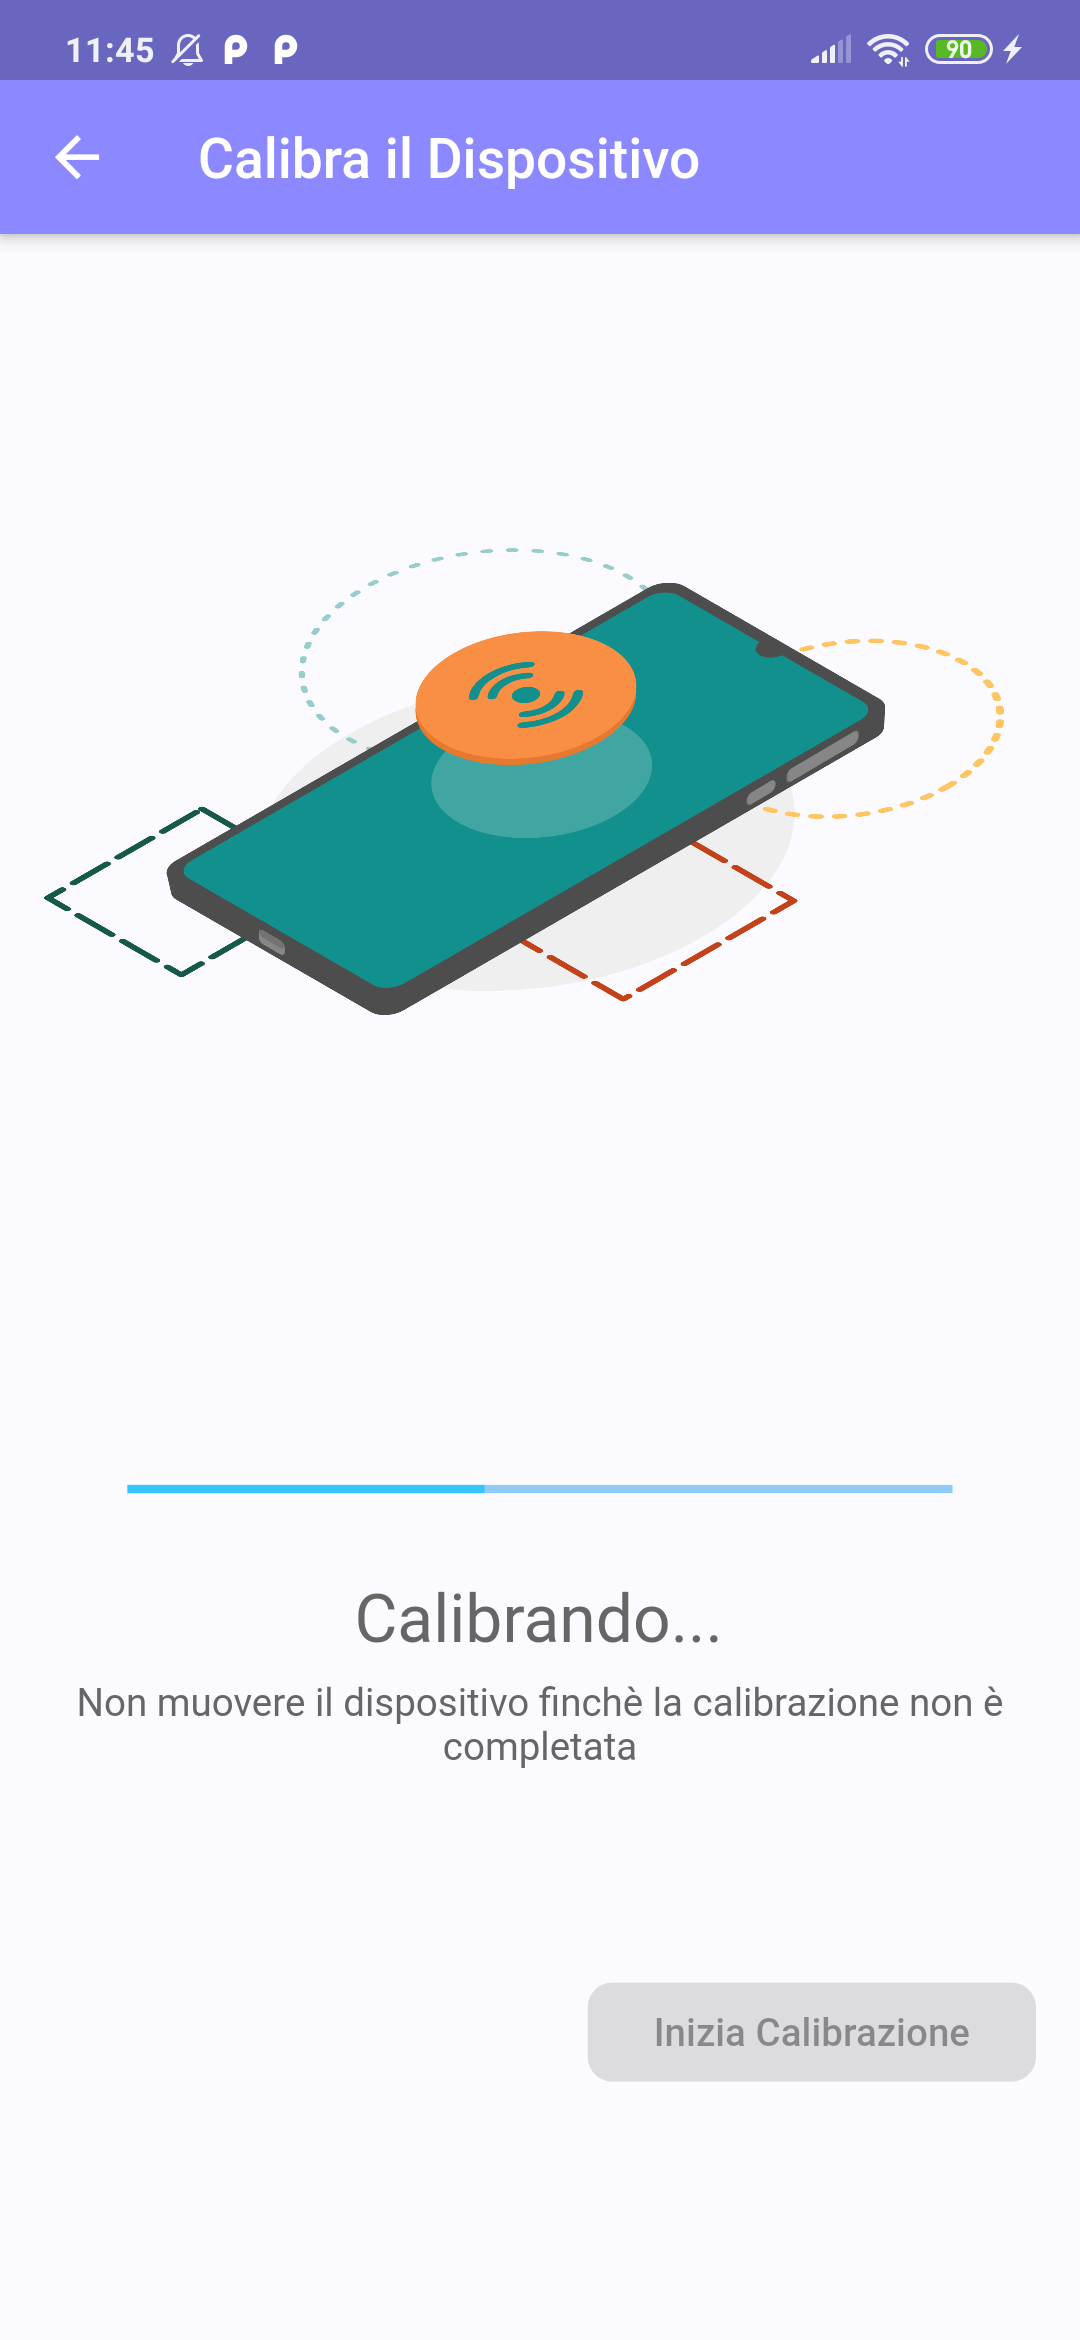 11:45
90
Calibra il Dispositivo
Calibrando...
Non muovere il dispositivo finchè la calibrazione non è
completata
Inizia Calibrazione